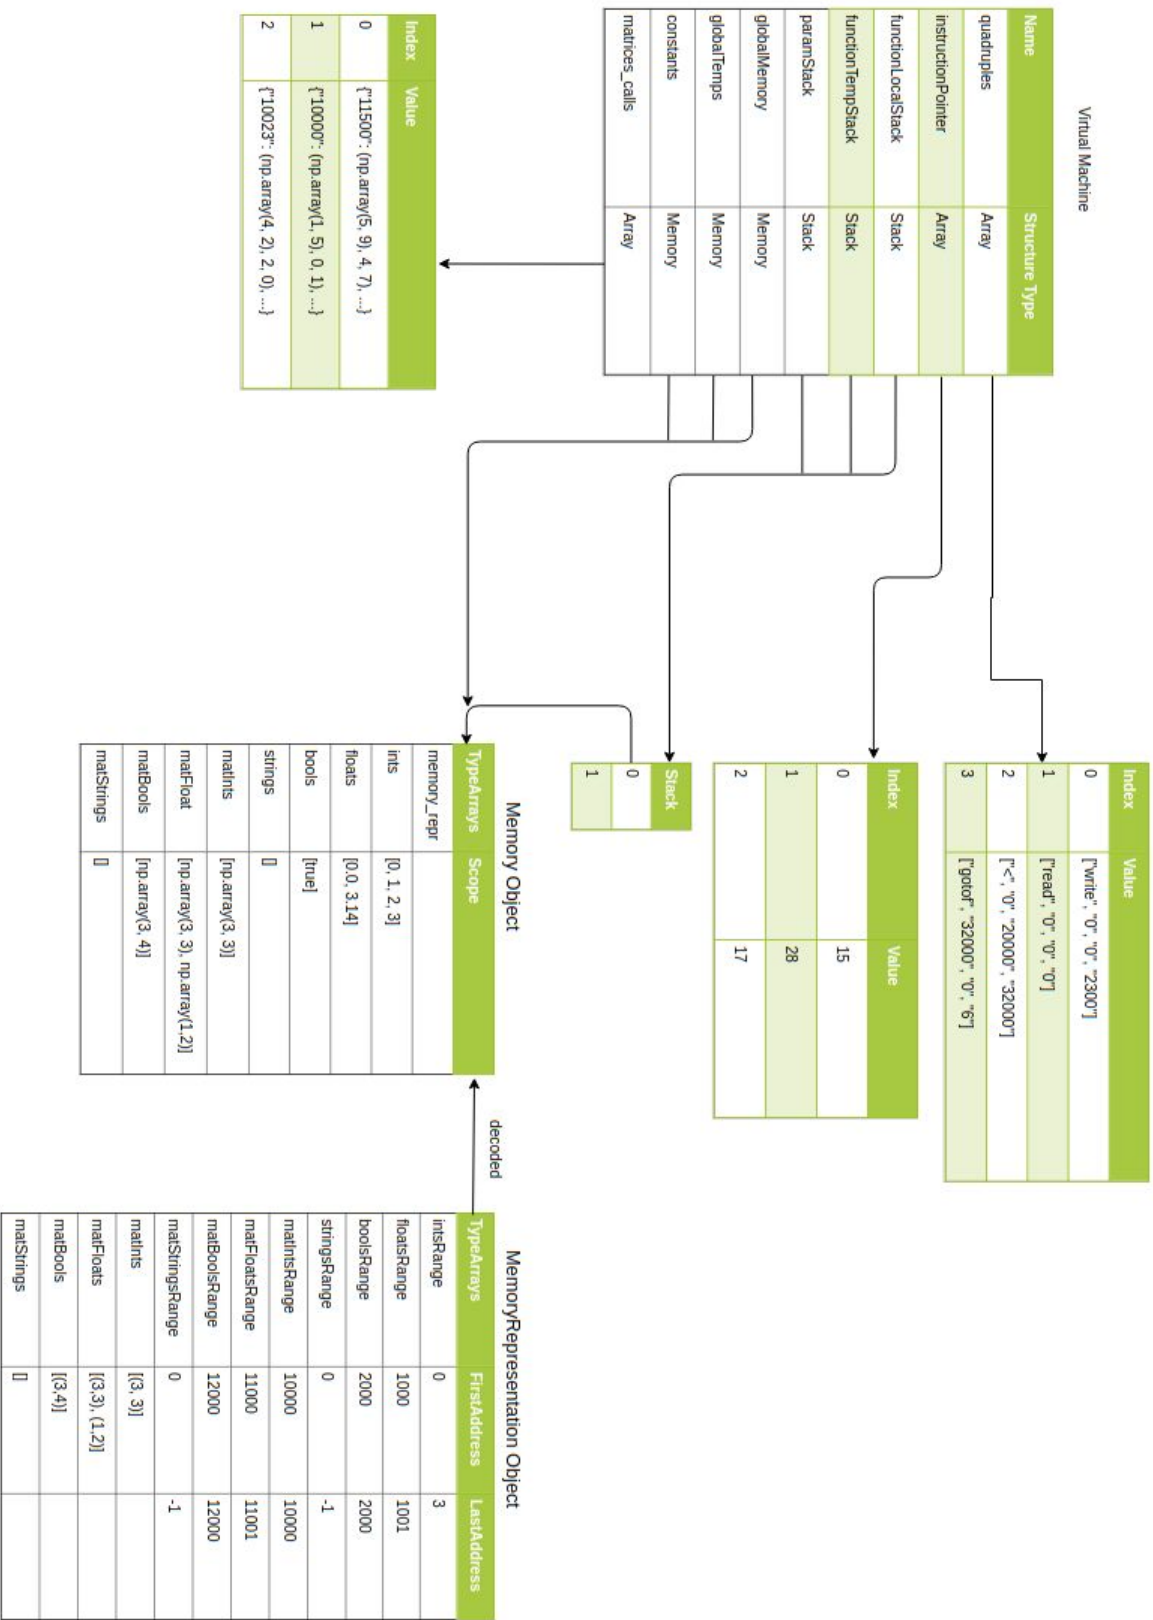 Virtual Machine
Name Structure Type
quadruples Array
instructionPointer Array
functionLocalStack Stack
functionTempStack Stack
paramStack Stack
globalMemory Memory
globalTemps Memory
constants Memory
matrices_calls Array
Index Value
0 {"11500": (np.array(5, 9), 4, 7), ...}
1 {"10000": (np.array(1, 5), 0, 1), ...}
2 {"10023": (np.array(4, 2), 2, 0), ...}
Index Value
0 ["write", "0", "0", "2300"]
1 ["read", "0", "0", "0"]
2 ["<", "0", "20000", "32000"]
3 ["gotof", "32000", "0", "6"]
Index Value
0 15
1 28
2 17
Stack
0
1
Memory Object
TypeArrays Scope
memory_repr
ints [0, 1, 2, 3]
floats [0.0, 3.14]
bools [true]
strings []
matInts [np.array(3, 3)]
matFloat [np.array(3, 3), np.array(1,2)]
matBools [np.array(3, 4)]
matStrings []
decoded
MemoryRepresentation Object
TypeArrays FirstAddress LastAddress
intsRange 0 3
floatsRange 1000 1001
boolsRange 2000 2000
stringsRange 0 -1
matIntsRange 10000 10000
matFloatsRange 11000 11001
matBoolsRange 12000 12000
matStringsRange 0 -1
matInts [(3, 3)]
matFloats [(3,3), (1,2)]
matBools [(3,4)]
matStrings []